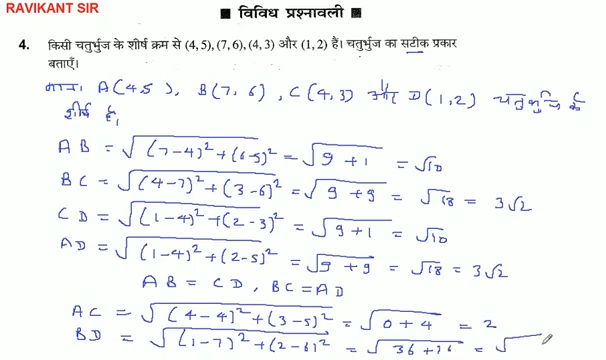 RAVIKANT SIR
■ विविध प्रश्नावली ■
4. किसी चतुर्भुज के शीर्ष क्रम से (4, 5), (7, 6), (4, 3) और (1, 2) हैं। चतुर्भुज का सटीक प्रकार
बताएँ।
माना A(4,5), B(7,6), C(4,3) और D(1,2) चतुर्भुज के
शीर्ष हैं।
AB = √(7-4)²+(6-5)² = √9+1 = √10
BC = √(4-7)²+(3-6)² = √9+9 = √18 = 3√2
CD = √(1-4)²+(2-3)² = √9+1 = √10
AD = √(1-4)²+(2-5)² = √9+9 = √18 = 3√2
AB = CD, BC = AD
AC = √(4-4)²+(3-5)² = √0+4 = 2
BD = √(1-7)²+(2-6)² = √36+16 = √